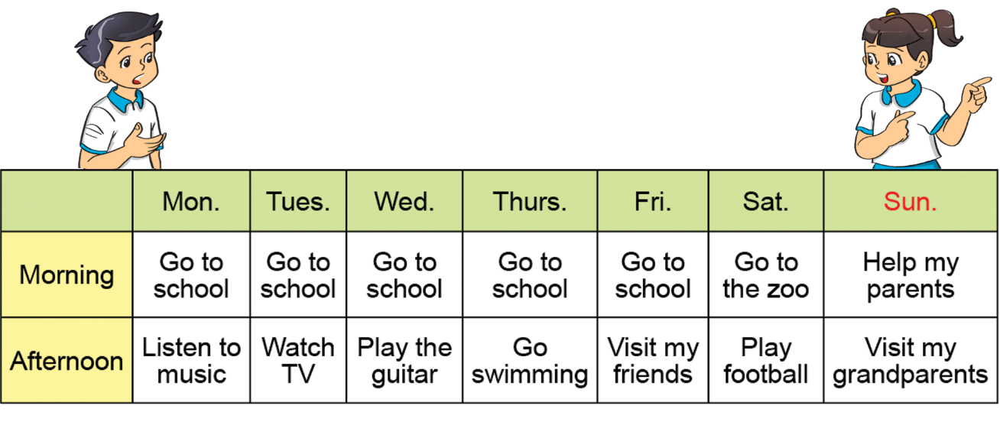 Mon. Tues. Wed. Thurs. Fri. Sat. Sun.
Morning
Go to school
Go to school
Go to school
Go to school
Go to school
Go to the zoo
Help my parents
Afternoon
Listen to music
Watch TV
Play the guitar
Go swimming
Visit my friends
Play football
Visit my grandparents